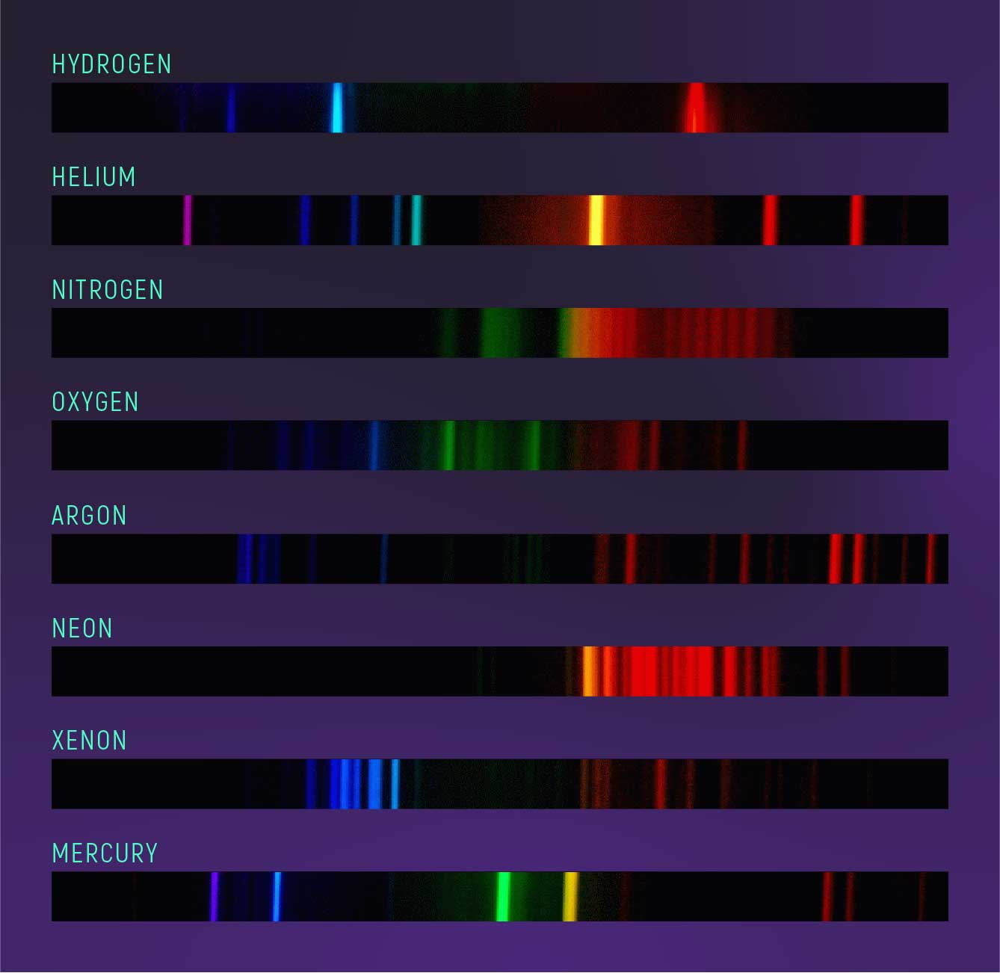 HYDROGEN
HELIUM
NITROGEN
OXYGEN
ARGON
NEON
XENON
MERCURY